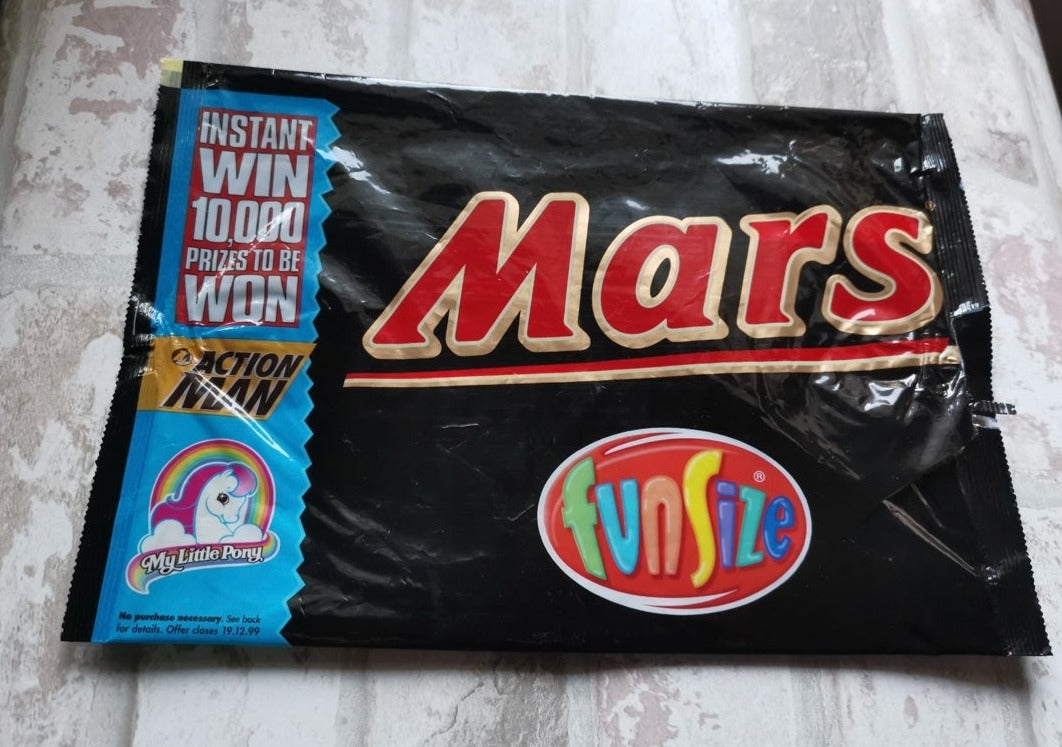 INSTANT
WIN
10,000
PRIZES TO BE
WON
ACTION
MAN
My Little Pony
No purchase necessary. See back
for details. Offer closes 19.12.99
Mars
funSize®